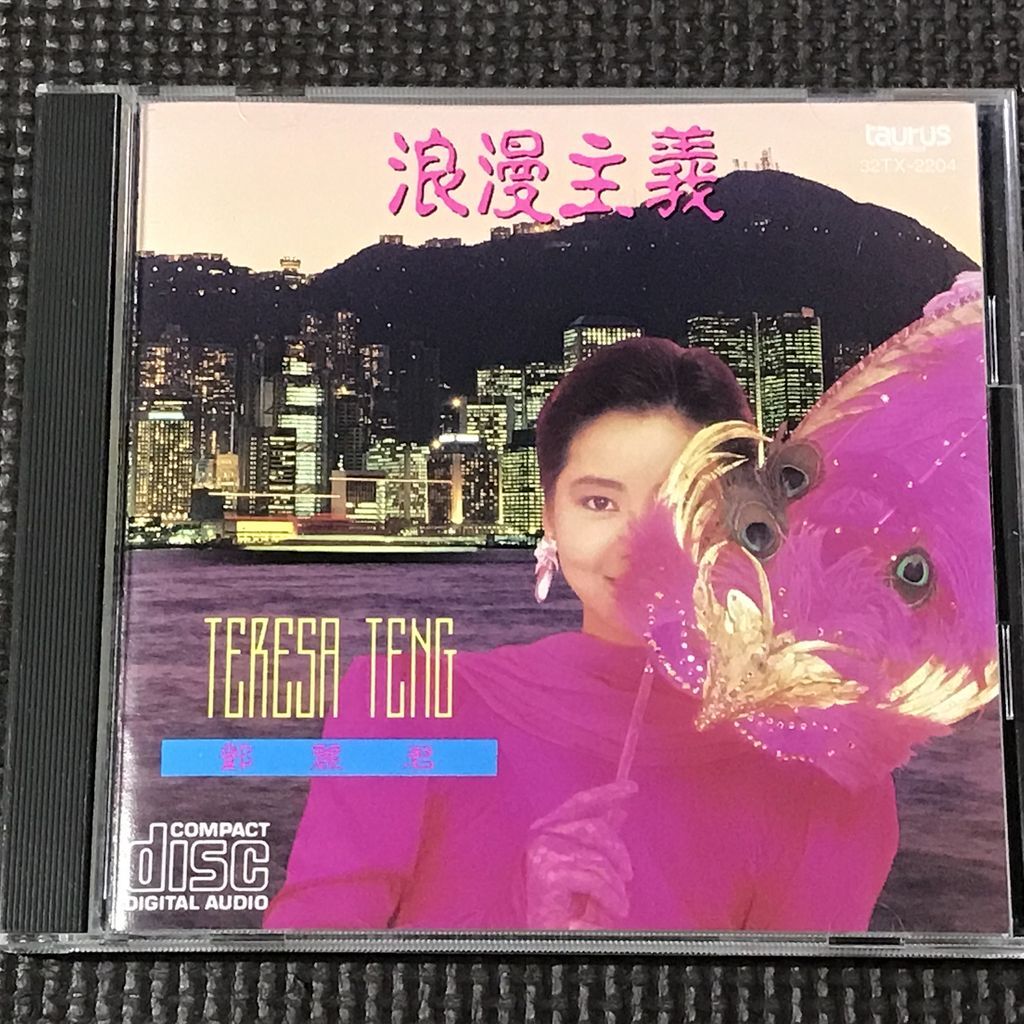 浪漫主義
taurus
32TX-2204
TERESA TENG
鄧麗君
COMPACT
disc
DIGITAL AUDIO